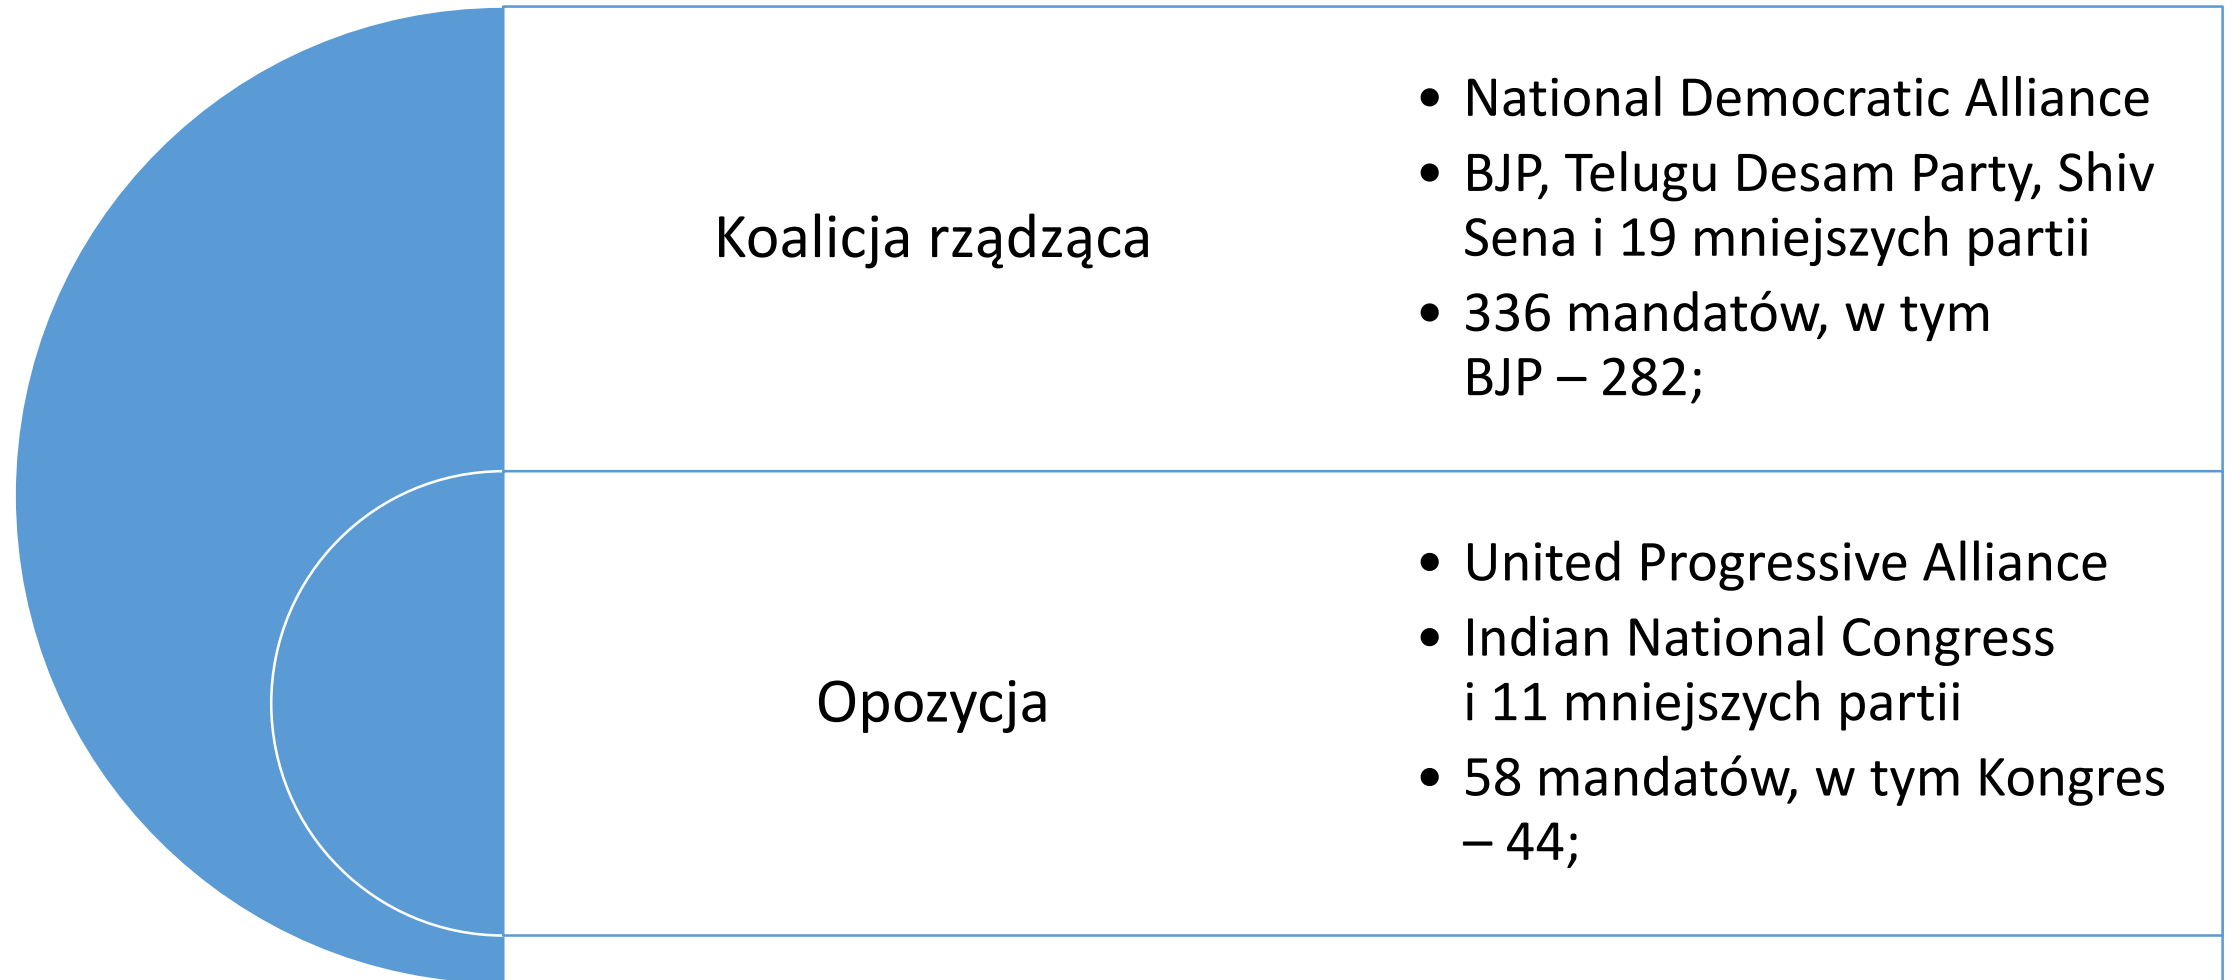 Koalicja rządząca
• National Democratic Alliance
• BJP, Telugu Desam Party, Shiv
Sena i 19 mniejszych partii
• 336 mandatów, w tym
BJP – 282;
Opozycja
• United Progressive Alliance
• Indian National Congress
i 11 mniejszych partii
• 58 mandatów, w tym Kongres
– 44;